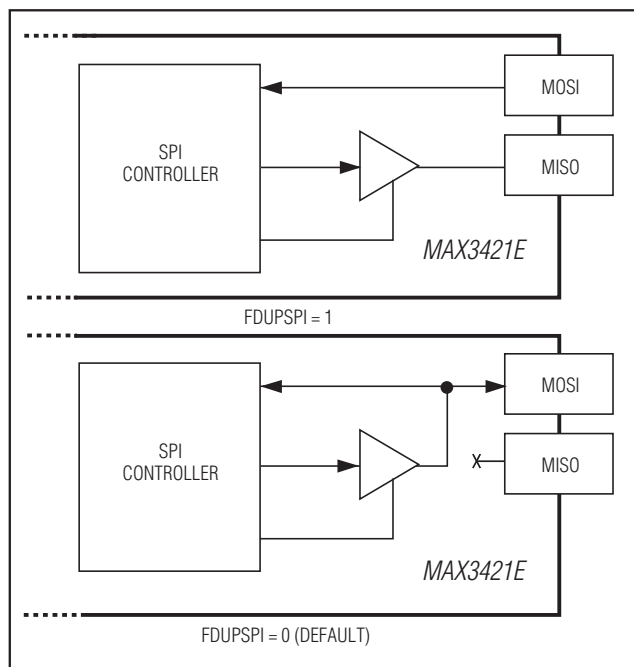 MOSI
SPI
CONTROLLER
MISO
MAX3421E
FDUPSPI = 1
MOSI
SPI
CONTROLLER
MISO
X
MAX3421E
FDUPSPI = 0 (DEFAULT)